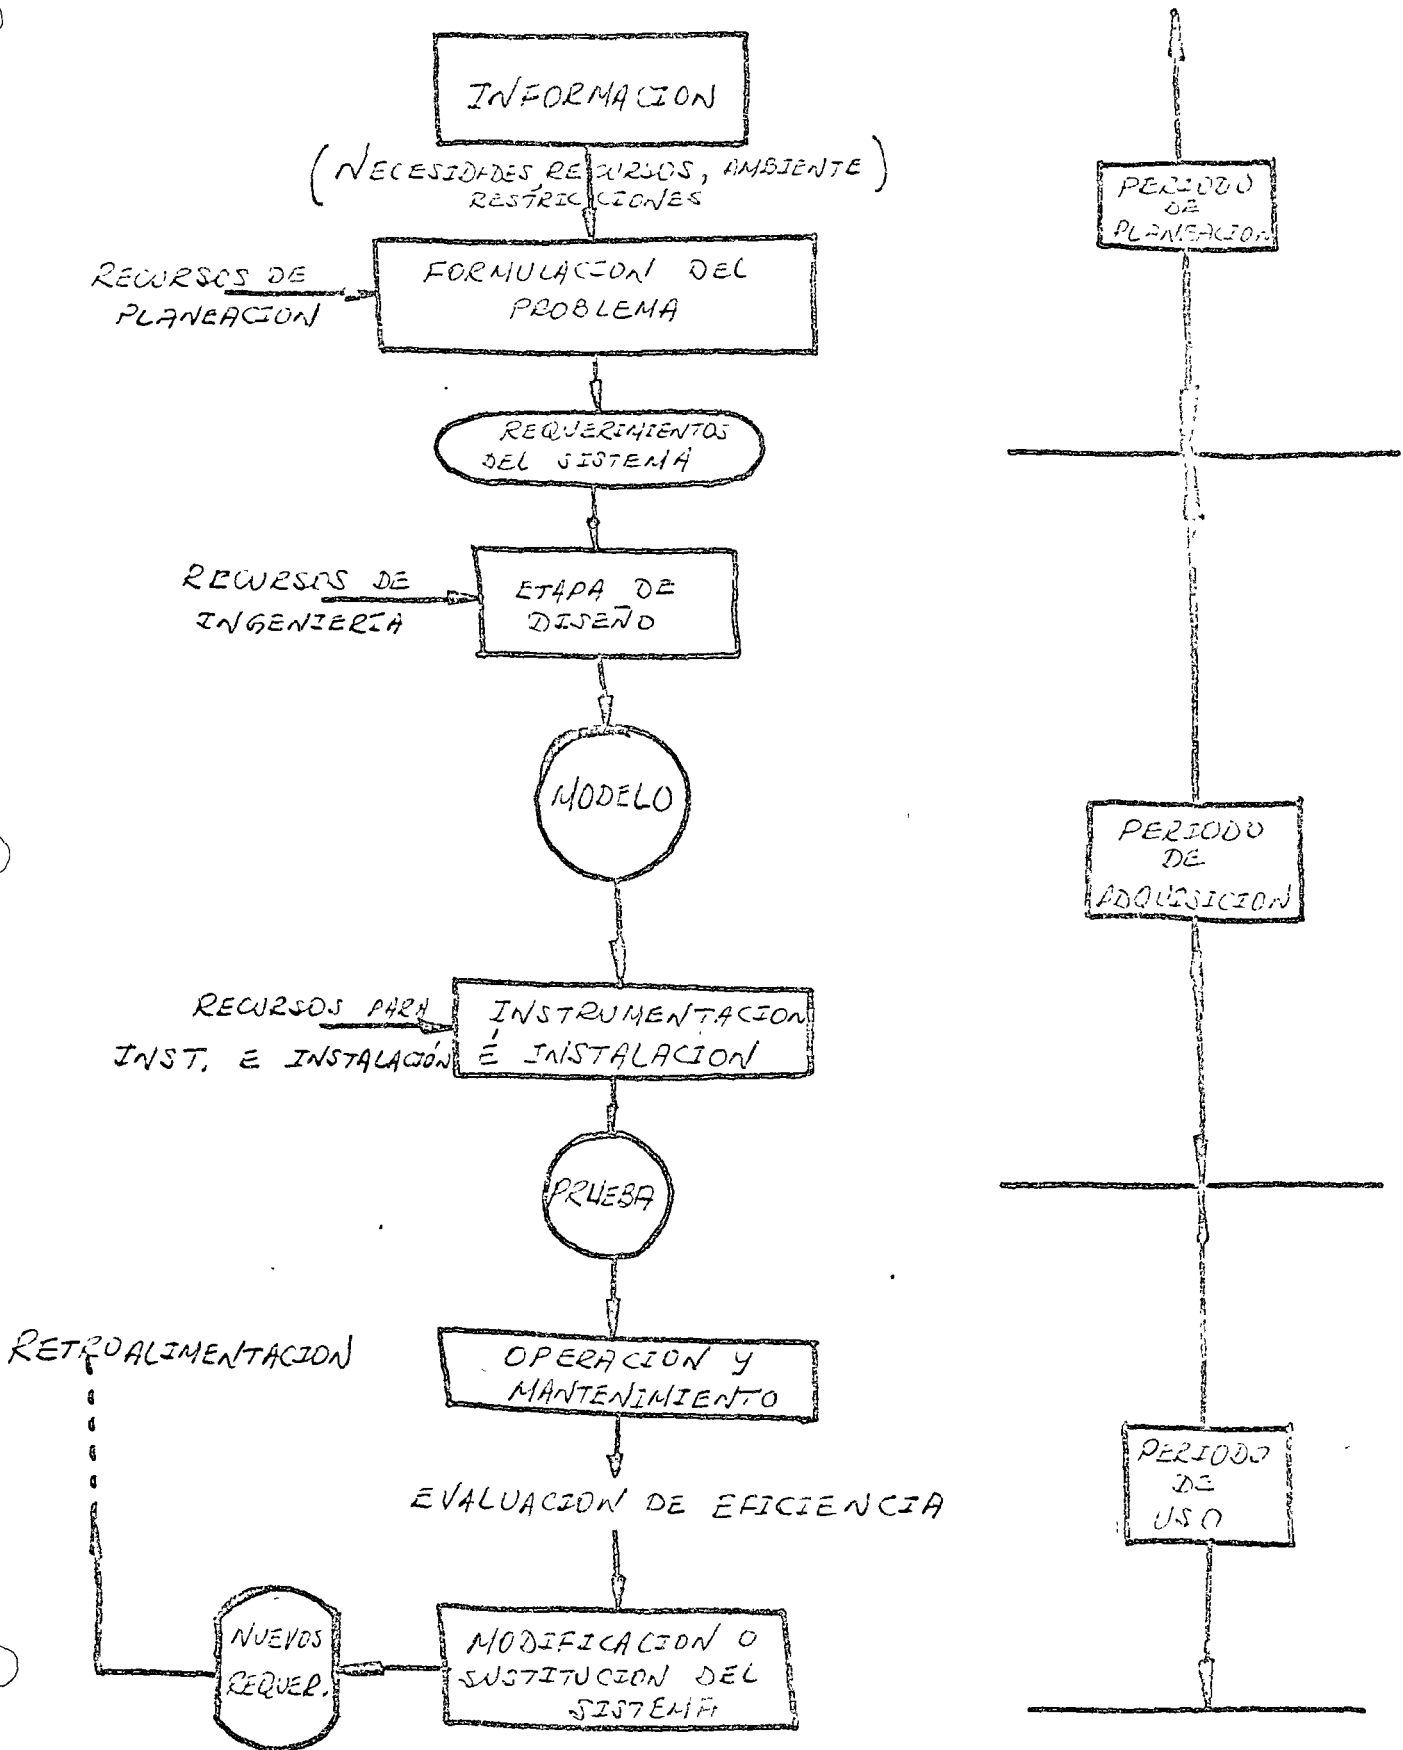 INFORMACION
(NECESIDADES, RECURSOS, AMBIENTE)
RESTRICCIONES
RECURSOS DE
PLANEACION
FORMULACION DEL
PROBLEMA
REQUERIMIENTOS
DEL SISTEMA
RECURSOS DE
INGENIERÍA
ETAPA DE
DISEÑO
MODELO
RECURSOS PARA
INST. E INSTALACIÓN
INSTRUMENTACION
É INSTALACION
PRUEBA
RETROALIMENTACION
OPERACION Y
MANTENIMIENTO
EVALUACION DE EFICIENCIA
NUEVOS
REQUER.
MODIFICACION O
SUSTITUCION DEL
SISTEMA
PERIODO
DE
PLANEACION
PERIODO
DE
ADQUISICION
PERIODO
DE
USO